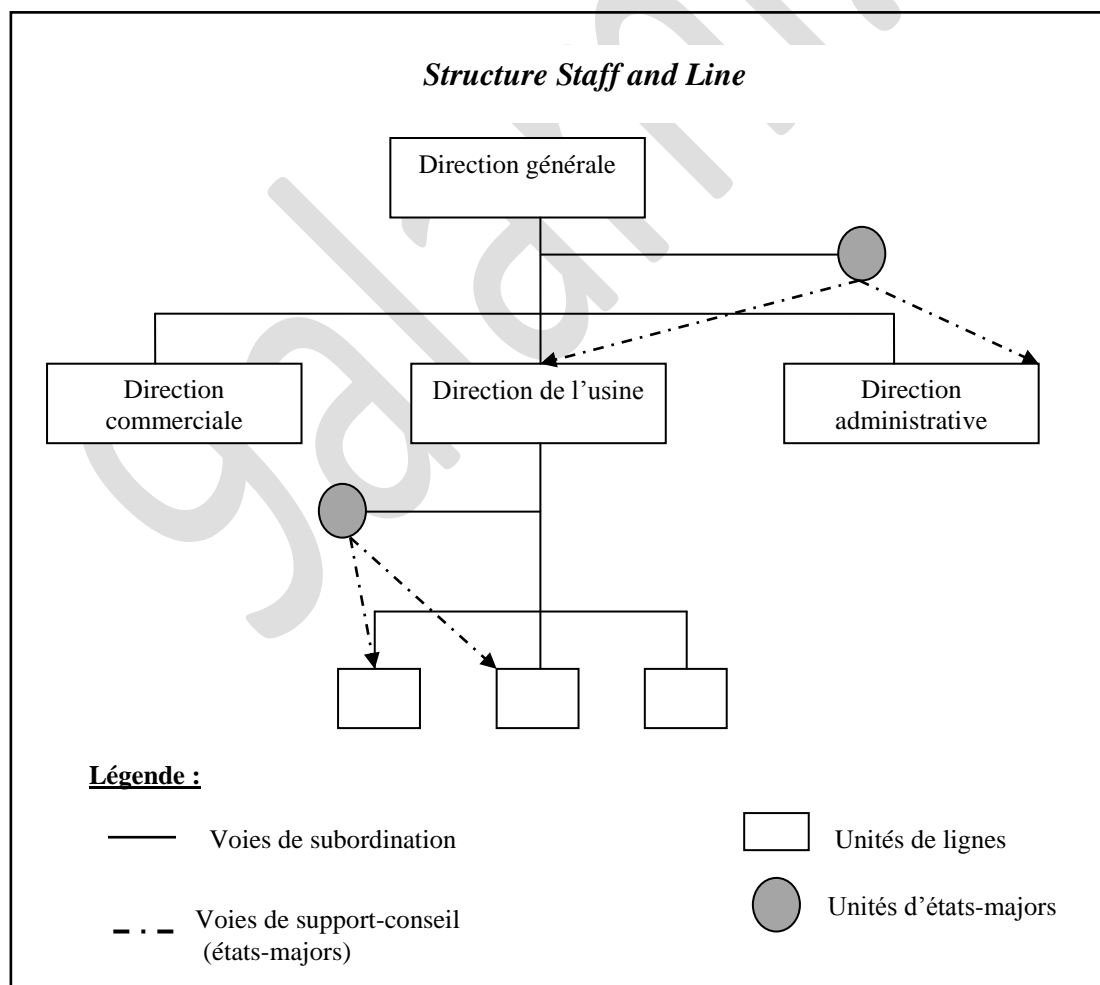 Structure Staff and Line
Direction générale
Direction
commerciale
Direction de l’usine
Direction
administrative
Légende :
Voies de subordination
Unités de lignes
Voies de support-conseil
(états-majors)
Unités d’états-majors